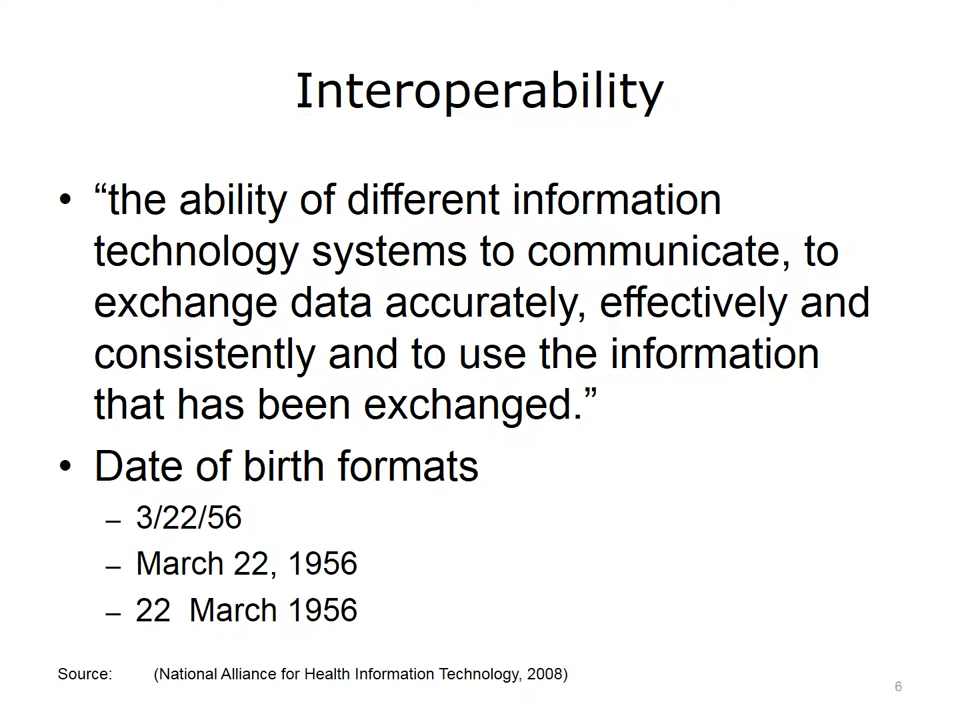 Interoperability
• “the ability of different information
technology systems to communicate, to
exchange data accurately, effectively and
consistently and to use the information
that has been exchanged.”
• Date of birth formats
– 3/22/56
– March 22, 1956
– 22  March 1956
Source: (National Alliance for Health Information Technology, 2008)
6